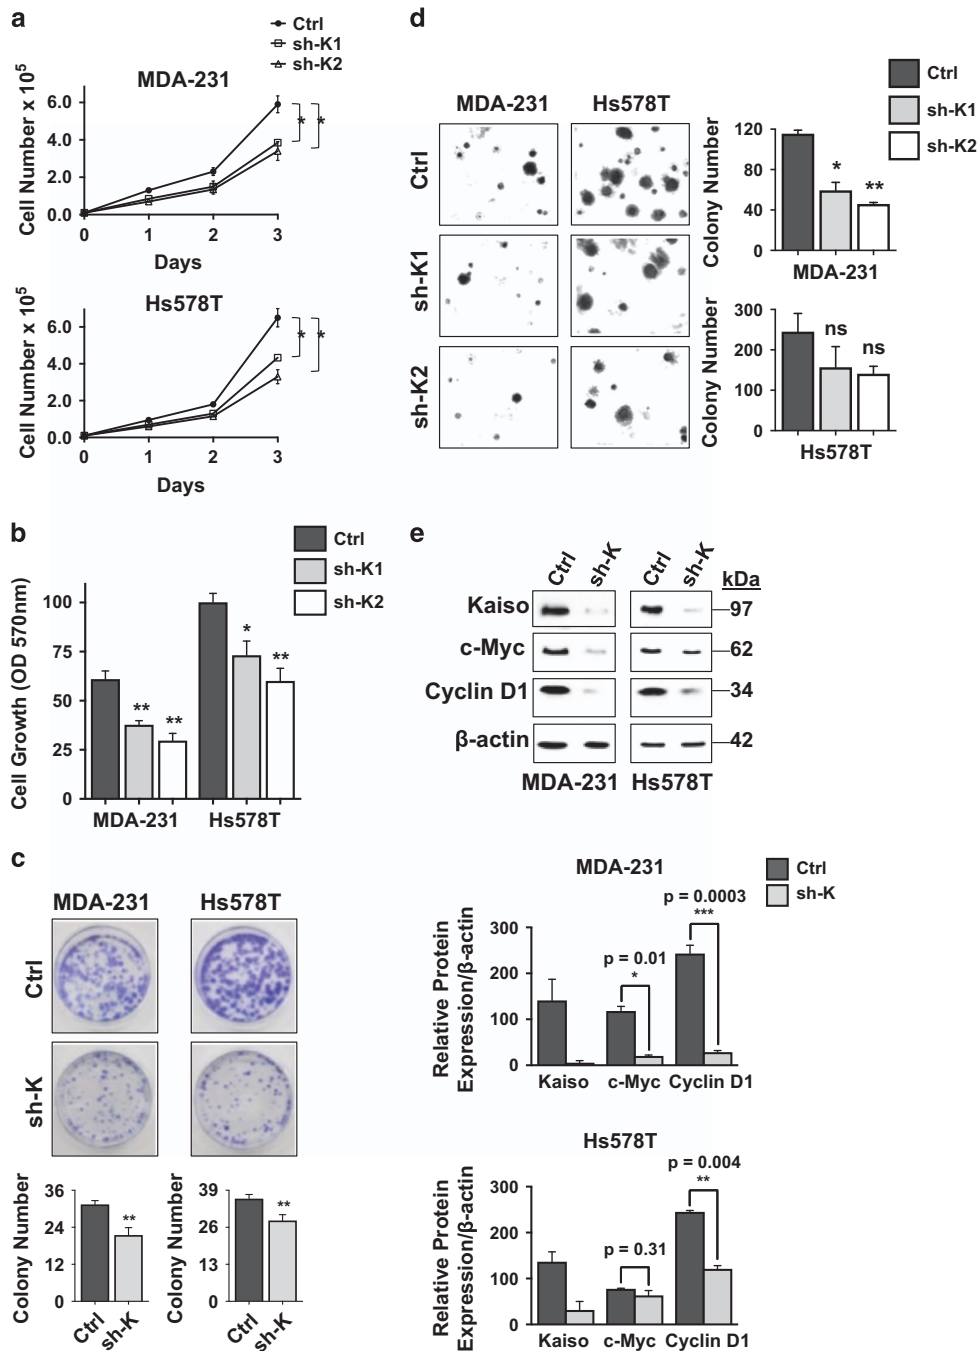 a
Ctrl
sh-K1
sh-K2
MDA-231
Cell Number x 10⁵
6.0
4.0
2.0
0.0
* *
0 1 2 3
Days
Hs578T
Cell Number x 10⁵
6.0
4.0
2.0
0.0
* *
0 1 2 3
Days
b
Ctrl
sh-K1
sh-K2
Cell Growth (OD 570nm)
100
75
50
25
0
** **
* **
MDA-231 Hs578T
c
MDA-231 Hs578T
Ctrl
sh-K
Colony Number
36
24
12
0
**
Ctrl sh-K
Colony Number
39
26
13
0
**
Ctrl sh-K
d
MDA-231 Hs578T
Ctrl
sh-K1
sh-K2
Ctrl
sh-K1
sh-K2
Colony Number
120
80
40
0
* **
MDA-231
Colony Number
300
200
100
0
ns ns
Hs578T
e
Ctrl sh-K Ctrl sh-K kDa
Kaiso 97
c-Myc 62
Cyclin D1 34
β-actin 42
MDA-231 Hs578T
MDA-231
Ctrl
sh-K
Relative Protein
Expression/β-actin
300
200
100
0
p = 0.01
*
p = 0.0003
***
Kaiso c-Myc Cyclin D1
Hs578T
Relative Protein
Expression/β-actin
300
200
100
0
p = 0.31
p = 0.004
**
Kaiso c-Myc Cyclin D1